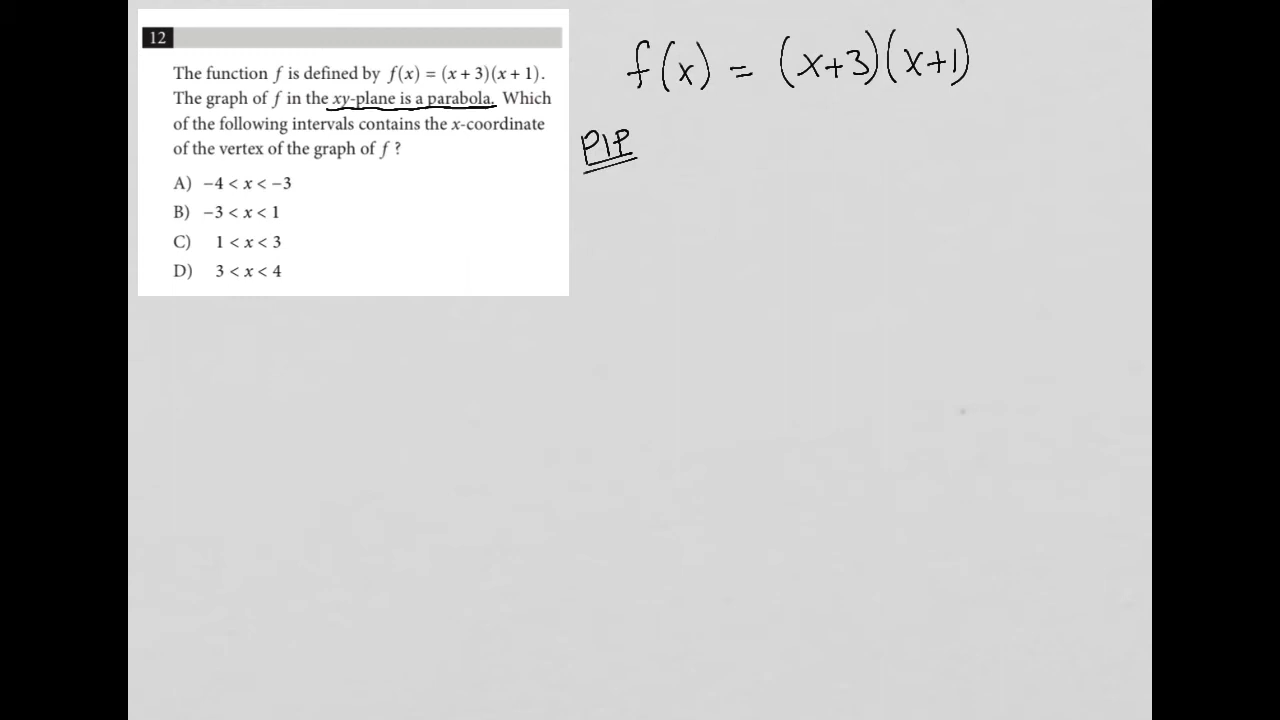 12
The function f is defined by f(x) = (x + 3)(x + 1).
The graph of f in the xy-plane is a parabola. Which
of the following intervals contains the x-coordinate
of the vertex of the graph of f ?
A) −4 < x < −3
B) −3 < x < 1
C) 1 < x < 3
D) 3 < x < 4
f(x) = (x+3)(x+1)
PIP